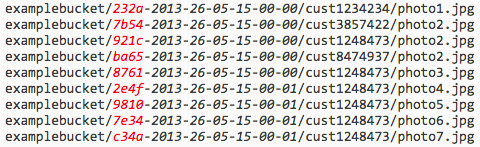 examplebucket/232a-2013-26-05-15-00-00/cust1234234/photo1.jpg
examplebucket/7b54-2013-26-05-15-00-00/cust3857422/photo2.jpg
examplebucket/921c-2013-26-05-15-00-00/cust1248473/photo2.jpg
examplebucket/ba65-2013-26-05-15-00-00/cust8474937/photo2.jpg
examplebucket/8761-2013-26-05-15-00-01/cust1248473/photo3.jpg
examplebucket/2e4f-2013-26-05-15-00-01/cust1248473/photo4.jpg
examplebucket/9810-2013-26-05-15-00-01/cust1248473/photo5.jpg
examplebucket/7e34-2013-26-05-15-00-01/cust1248473/photo6.jpg
examplebucket/c34a-2013-26-05-15-00-01/cust1248473/photo7.jpg